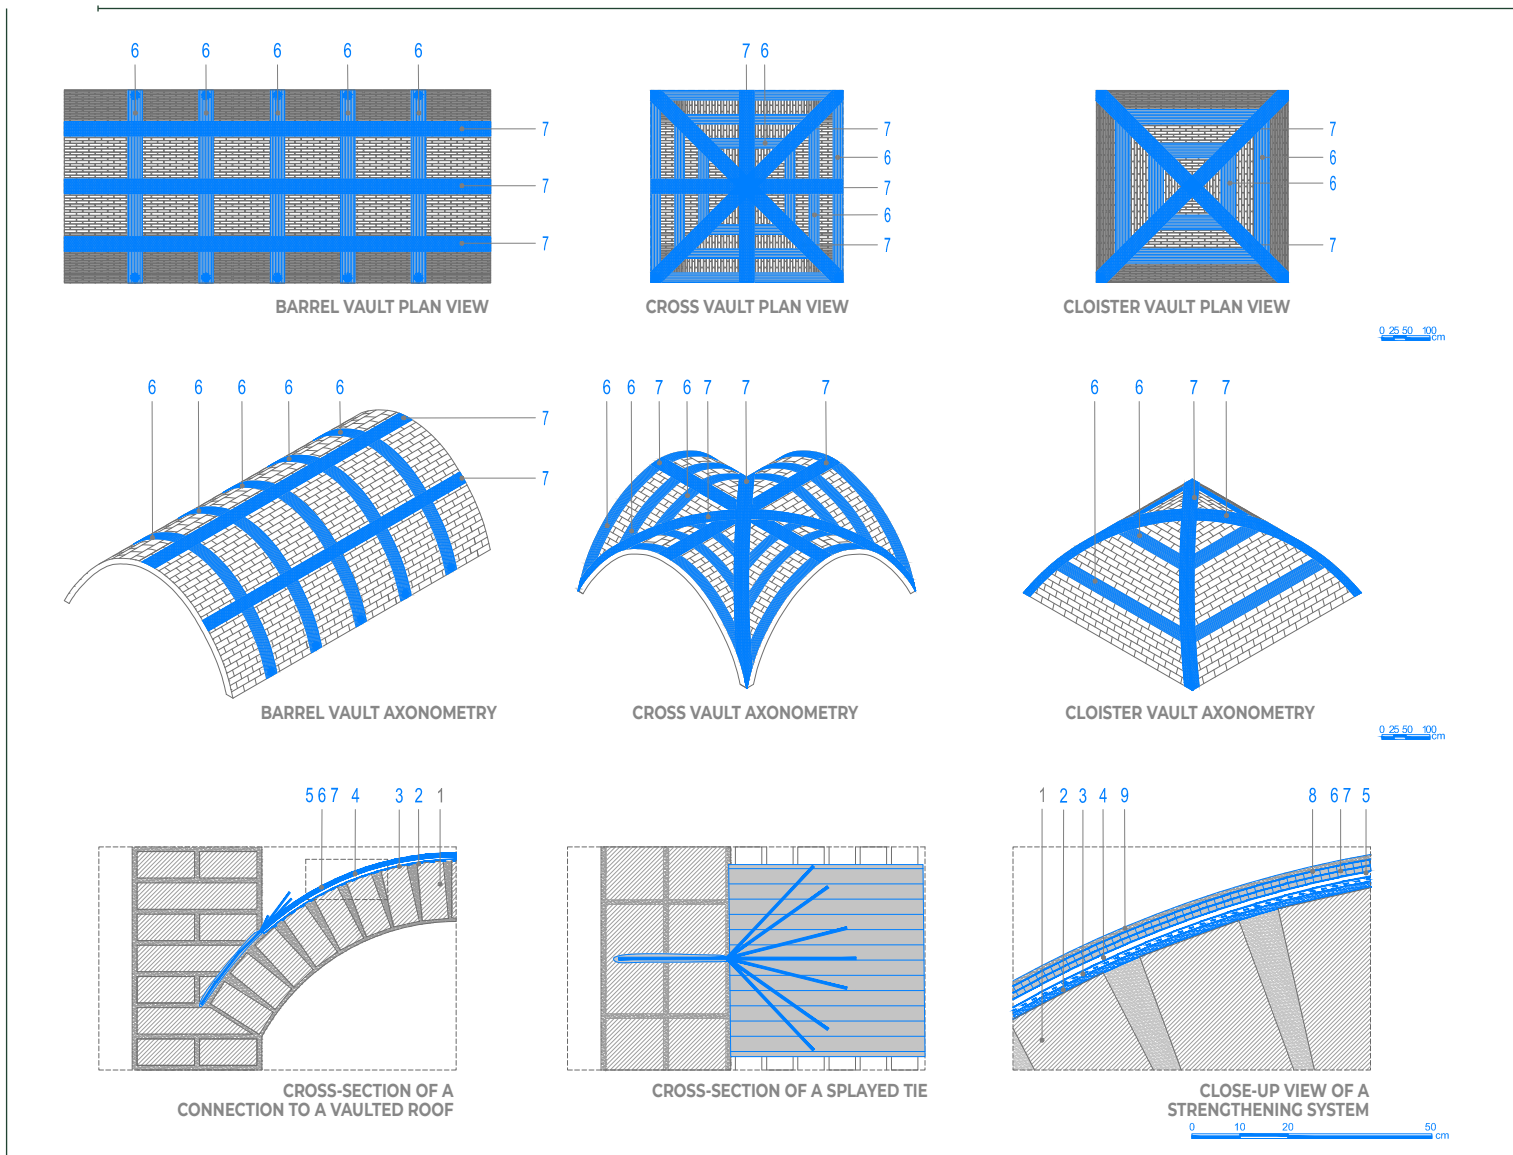 6 6 6 6 6 7 6
7 7 6
7 6 7
7 6 7 6 7
7 6 6 7
BARREL VAULT PLAN VIEW CROSS VAULT PLAN VIEW CLOISTER VAULT PLAN VIEW
0 25 50 100
cm
6 6 6 6 6 6 6 7 6 7 7 7 6 6 7 7
7
7
BARREL VAULT AXONOMETRY CROSS VAULT AXONOMETRY CLOISTER VAULT AXONOMETRY
0 25 50 100
cm
5 6 7 4 3 2 1 1 2 3 4 9 8 6 7 5
CROSS-SECTION OF A
CONNECTION TO A VAULTED ROOF
CROSS-SECTION OF A SPLAYED TIE
CLOSE-UP VIEW OF A
STRENGTHENING SYSTEM
0 10 20 50
cm